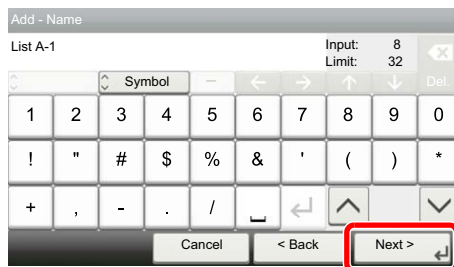 Add - Name
List A-1
Input: 8
Limit: 32
Symbol
Del.
1 2 3 4 5 6 7 8 9 0
! " # $ % & ' ( ) *
+ , - . / _
Cancel < Back Next >